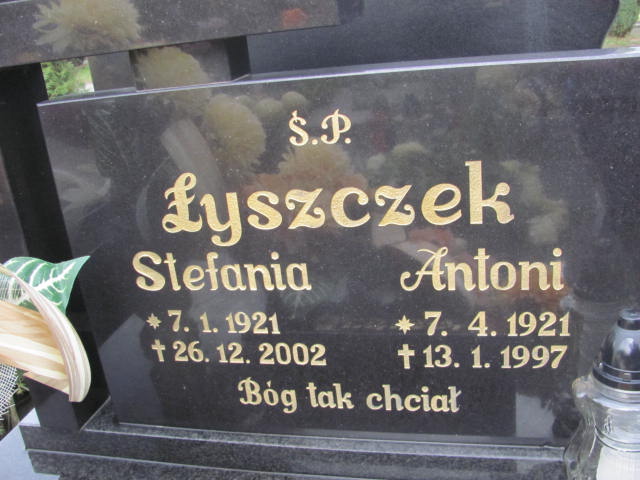 Ś.P.
Łyszczek
Stefania Antoni
* 7. 1. 1921 * 7. 4. 1921
† 26. 12. 2002 † 13. 1. 1997
Bóg tak chciał